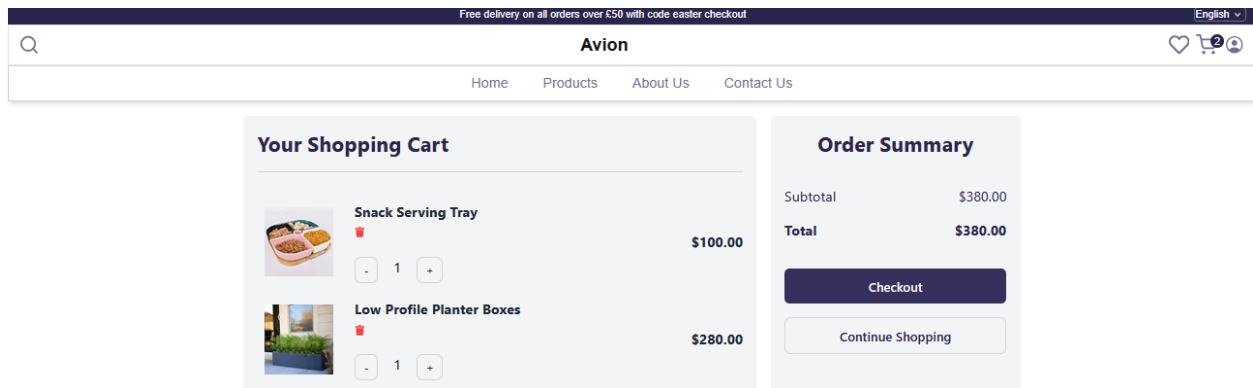 Free delivery on all orders over £50 with code easter checkout
English
Avion
2
Home Products About Us Contact Us
Your Shopping Cart
Snack Serving Tray
$100.00
- 1 +
Low Profile Planter Boxes
$280.00
- 1 +
Order Summary
Subtotal $380.00
Total $380.00
Checkout
Continue Shopping